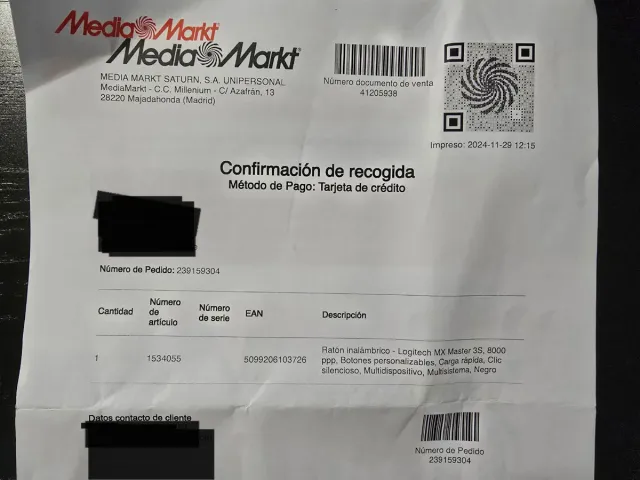 MediaMarkt
MediaMarkt
MEDIA MARKT SATURN, S.A. UNIPERSONAL
MediaMarkt - C.C. Millenium - C/ Azafrán, 13
28220 Majadahonda (Madrid)
Número documento de venta
41205938
Impreso: 2024-11-29 12:15
Confirmación de recogida
Método de Pago: Tarjeta de crédito
Número de Pedido: 239159304
Cantidad Número de artículo Número de serie EAN Descripción
1 1534055 5099206103726 Ratón inalámbrico - Logitech MX Master 3S, 8000
ppp, Botones personalizables, Carga rápida, Clic
silencioso, Multidispositivo, Multisistema, Negro
Datos contacto de cliente
Número de Pedido
239159304